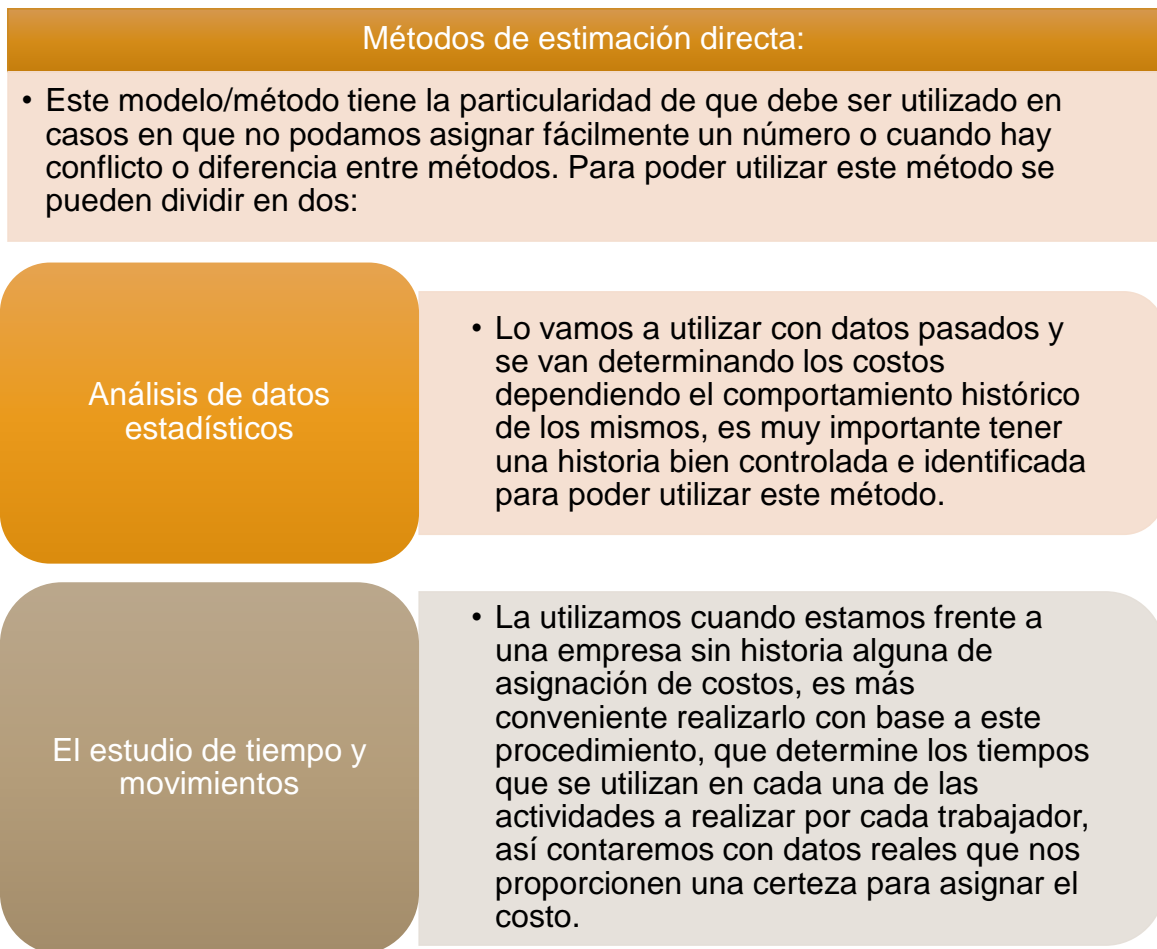 Métodos de estimación directa:
• Este modelo/método tiene la particularidad de que debe ser utilizado en
casos en que no podamos asignar fácilmente un número o cuando hay
conflicto o diferencia entre métodos. Para poder utilizar este método se
pueden dividir en dos:
Análisis de datos
estadísticos
• Lo vamos a utilizar con datos pasados y
se van determinando los costos
dependiendo el comportamiento histórico
de los mismos, es muy importante tener
una historia bien controlada e identificada
para poder utilizar este método.
El estudio de tiempo y
movimientos
• La utilizamos cuando estamos frente a
una empresa sin historia alguna de
asignación de costos, es más
conveniente realizarlo con base a este
procedimiento, que determine los tiempos
que se utilizan en cada una de las
actividades a realizar por cada trabajador,
así contaremos con datos reales que nos
proporcionen una certeza para asignar el
costo.